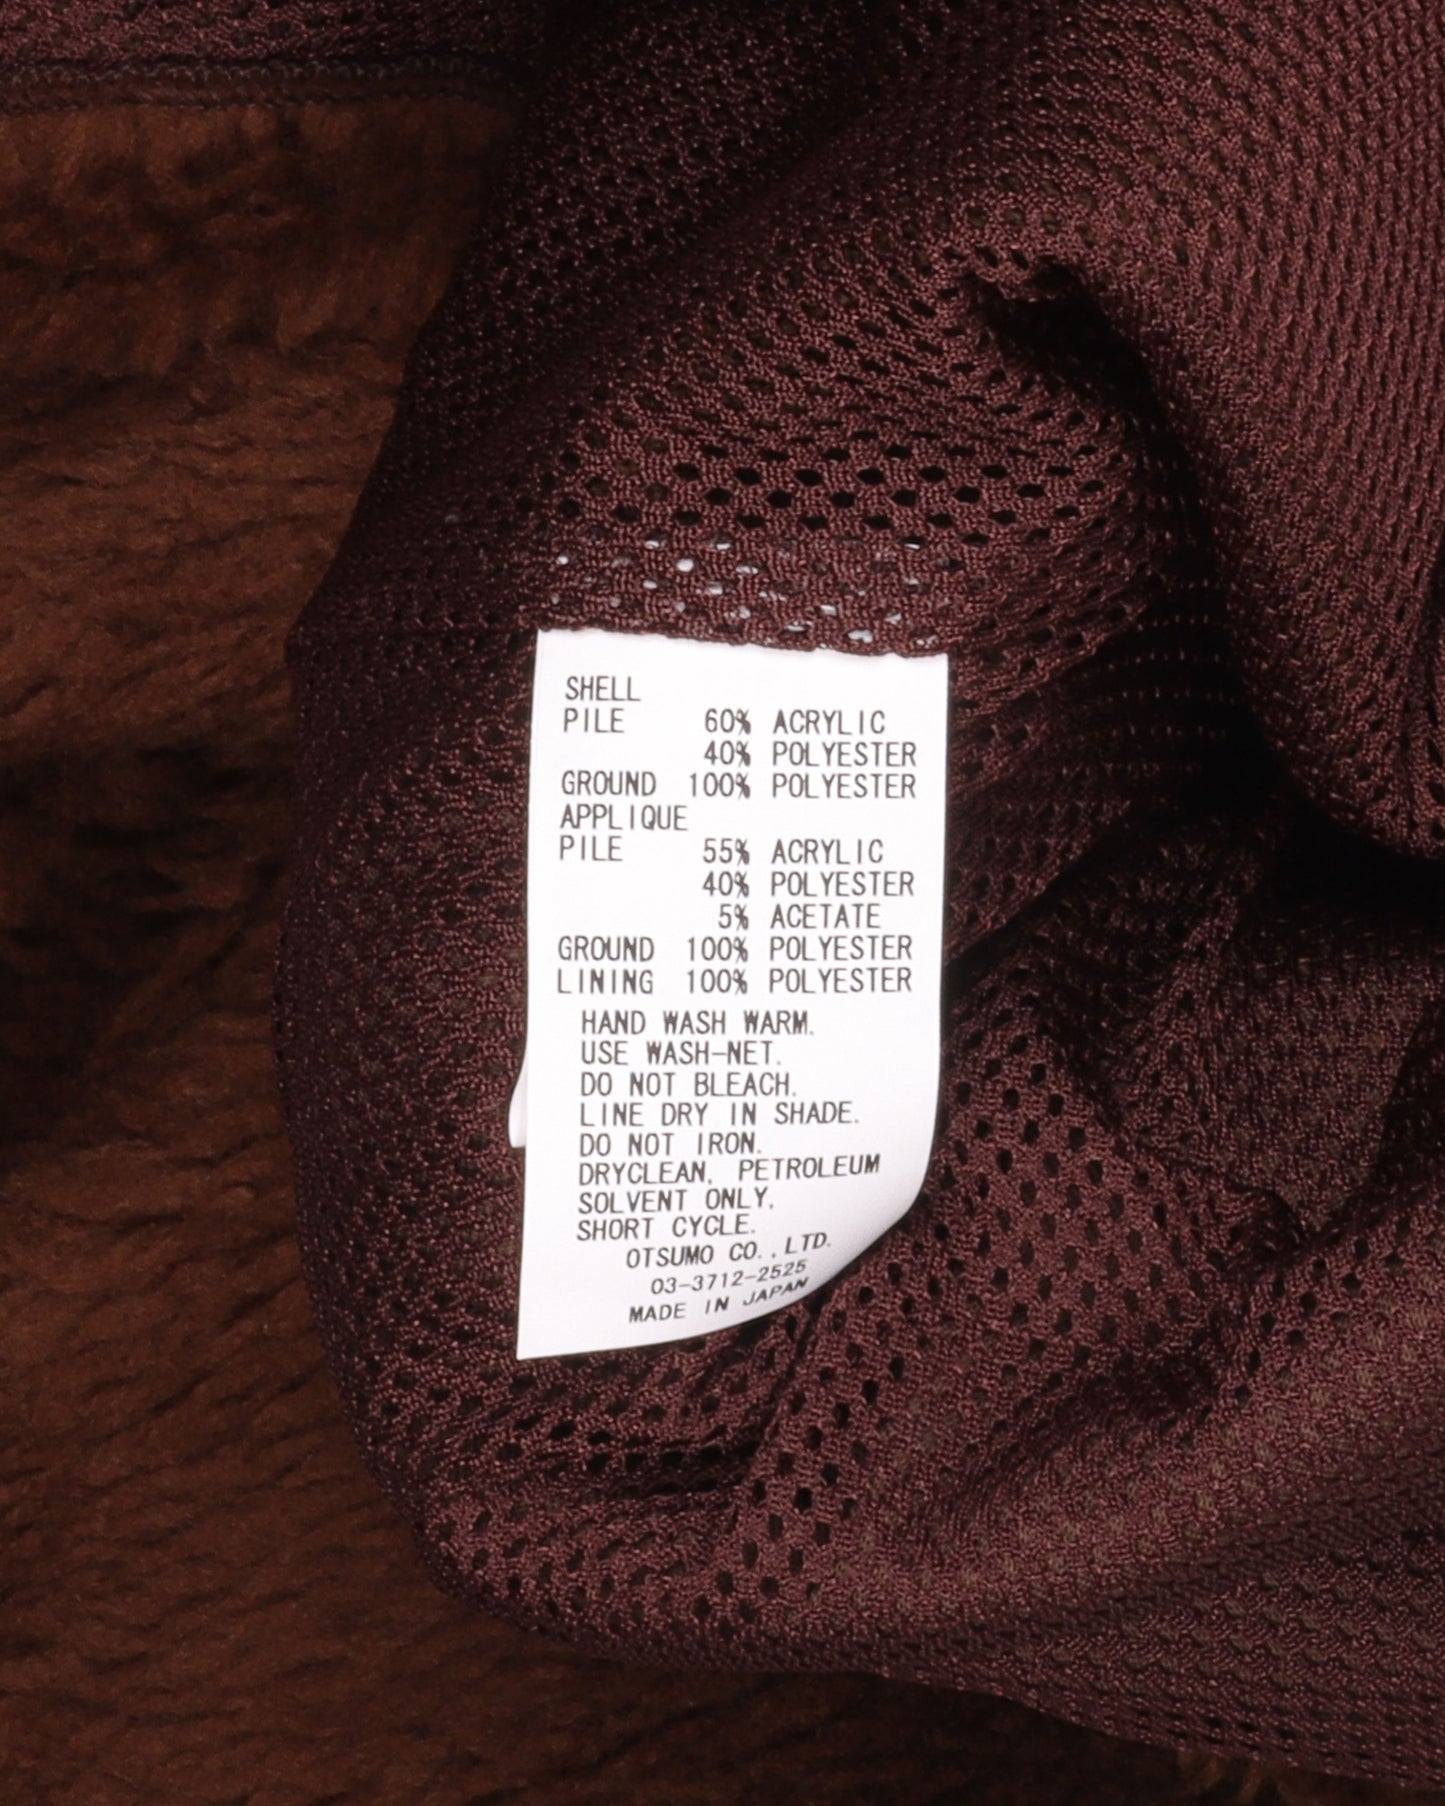 SHELL
PILE 60% ACRYLIC
40% POLYESTER
GROUND 100% POLYESTER
APPLIQUE
PILE 55% ACRYLIC
40% POLYESTER
5% ACETATE
GROUND 100% POLYESTER
LINING 100% POLYESTER
HAND WASH WARM.
USE WASH-NET.
DO NOT BLEACH.
LINE DRY IN SHADE.
DO NOT IRON.
DRYCLEAN, PETROLEUM
SOLVENT ONLY,
SHORT CYCLE.
OTSUMO CO.,LTD.
03-3712-2525
MADE IN JAPAN